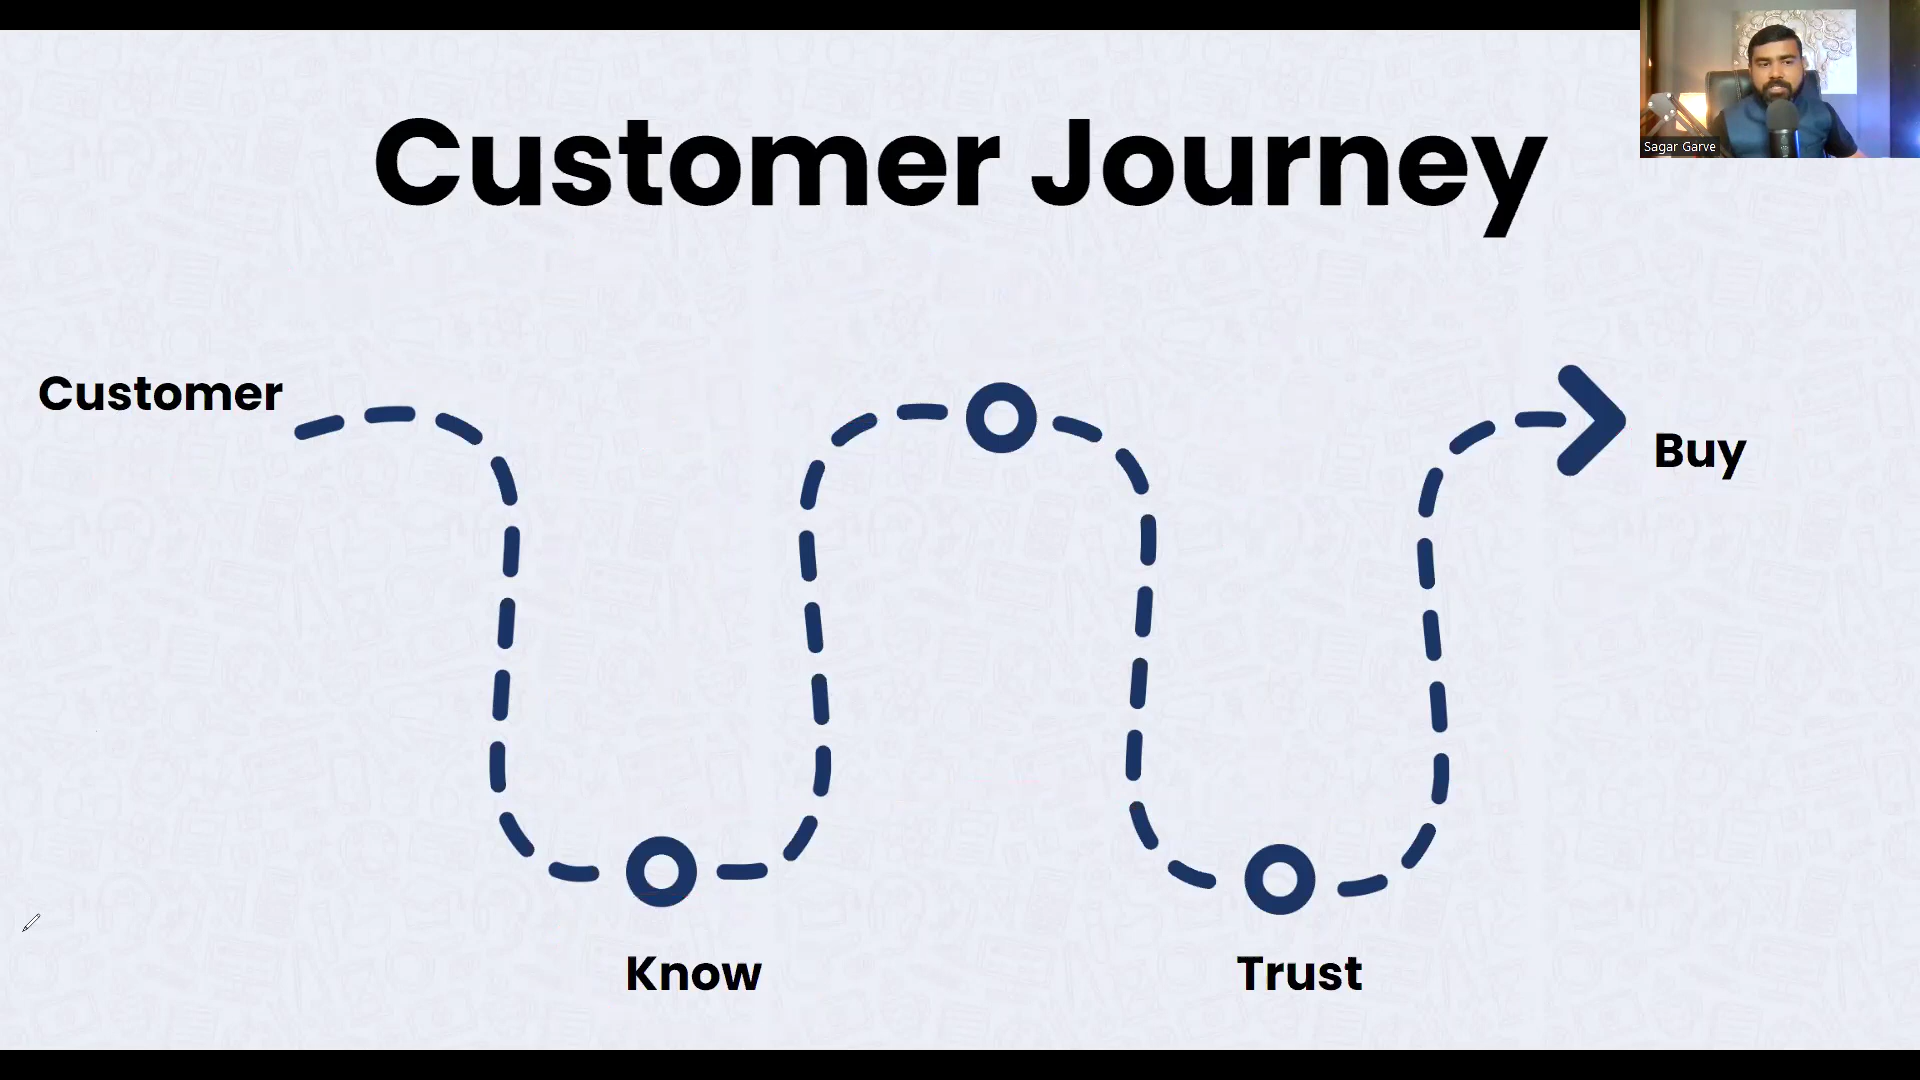 Customer Journey
Sagar Garve
Customer
Buy
Know
Trust